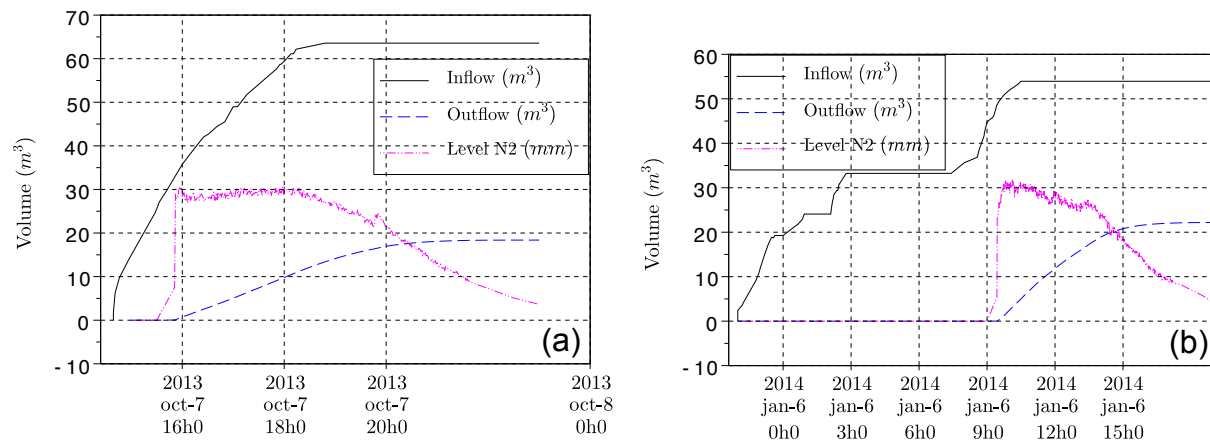 70
60
50
40
30
20
10
0
-10
Volume (m³)
Inflow (m³)
Outflow (m³)
Level N2 (mm)
(a)
2013 2013 2013 2013
oct-7 oct-7 oct-7 oct-8
16h0 18h0 20h0 0h0
60
50
40
30
20
10
0
-10
Volume (m³)
Inflow (m³)
Outflow (m³)
Level N2 (mm)
(b)
2014 2014 2014 2014 2014 2014
jan-6 jan-6 jan-6 jan-6 jan-6 jan-6
0h0 3h0 6h0 9h0 12h0 15h0